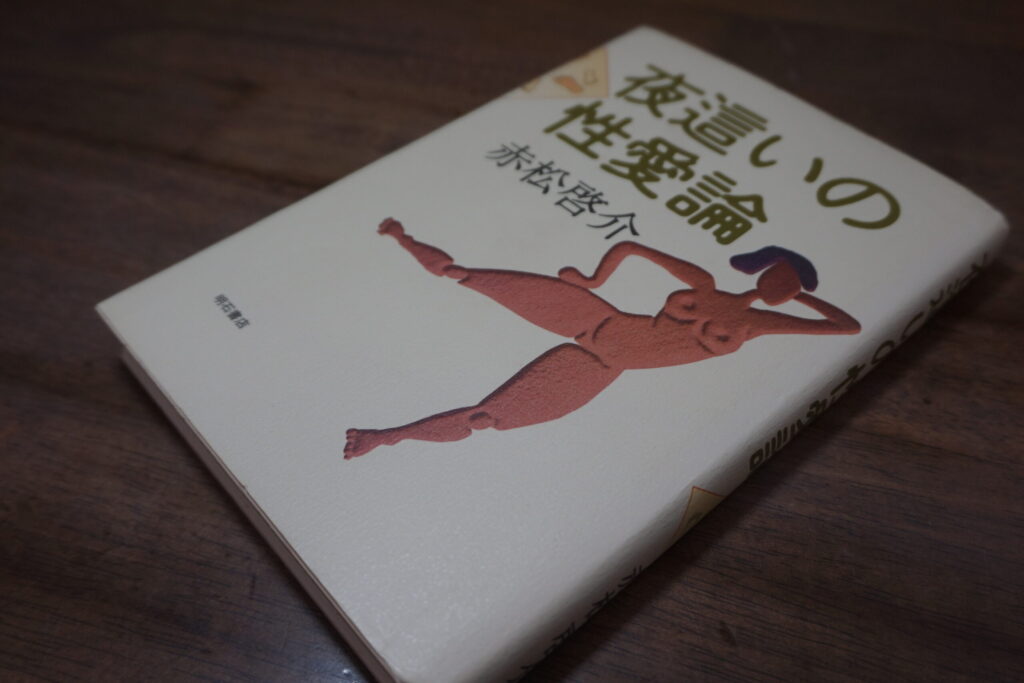 夜這いの
性愛論
赤松啓介
明石書店